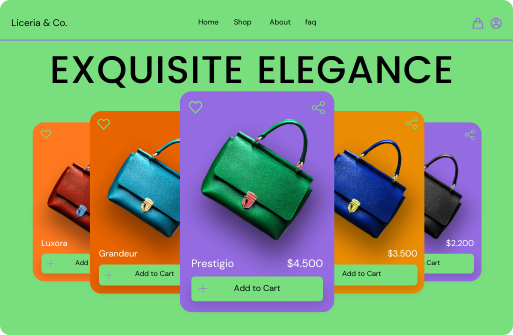 Liceria & Co.
Home Shop About faq
EXQUISITE ELEGANCE
Luxora
Add
Grandeur
Add to Cart
Prestigio $4.500
Add to Cart
$3.500
Add to Cart
$2.200
Cart